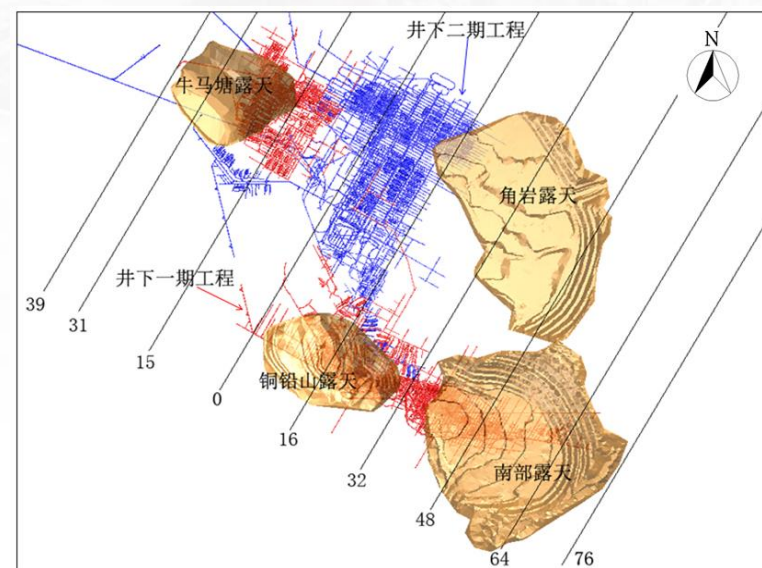 井下二期工程
N
牛马塘露天
角岩露天
井下一期工程
39
31
15
铜铅山露天
0
16
32
南部露天
48
64
76